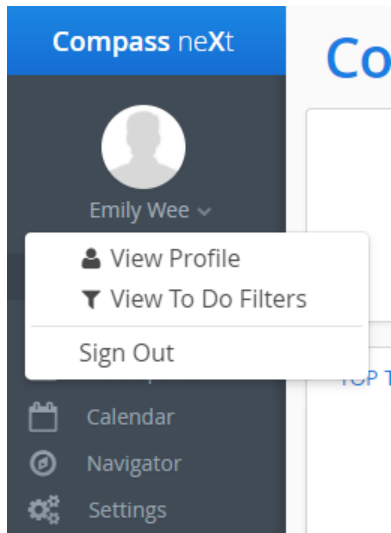 Compass neXt
Co
Emily Wee
View Profile
View To Do Filters
Sign Out
TOP T
Calendar
Navigator
Settings